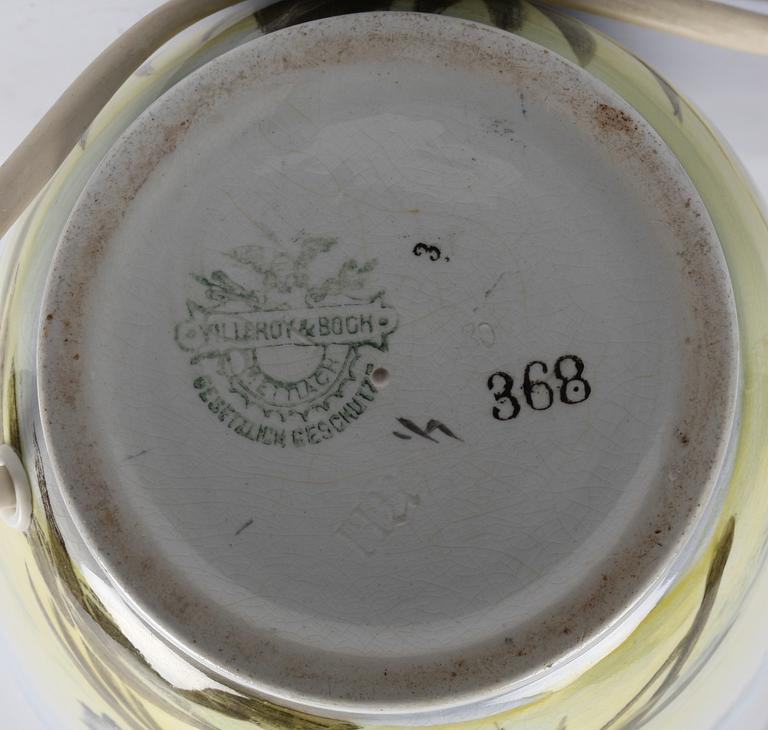 3.
VILLEROY & BOCH
METTLACH
GESETZLICH GESCHÜTZT
368